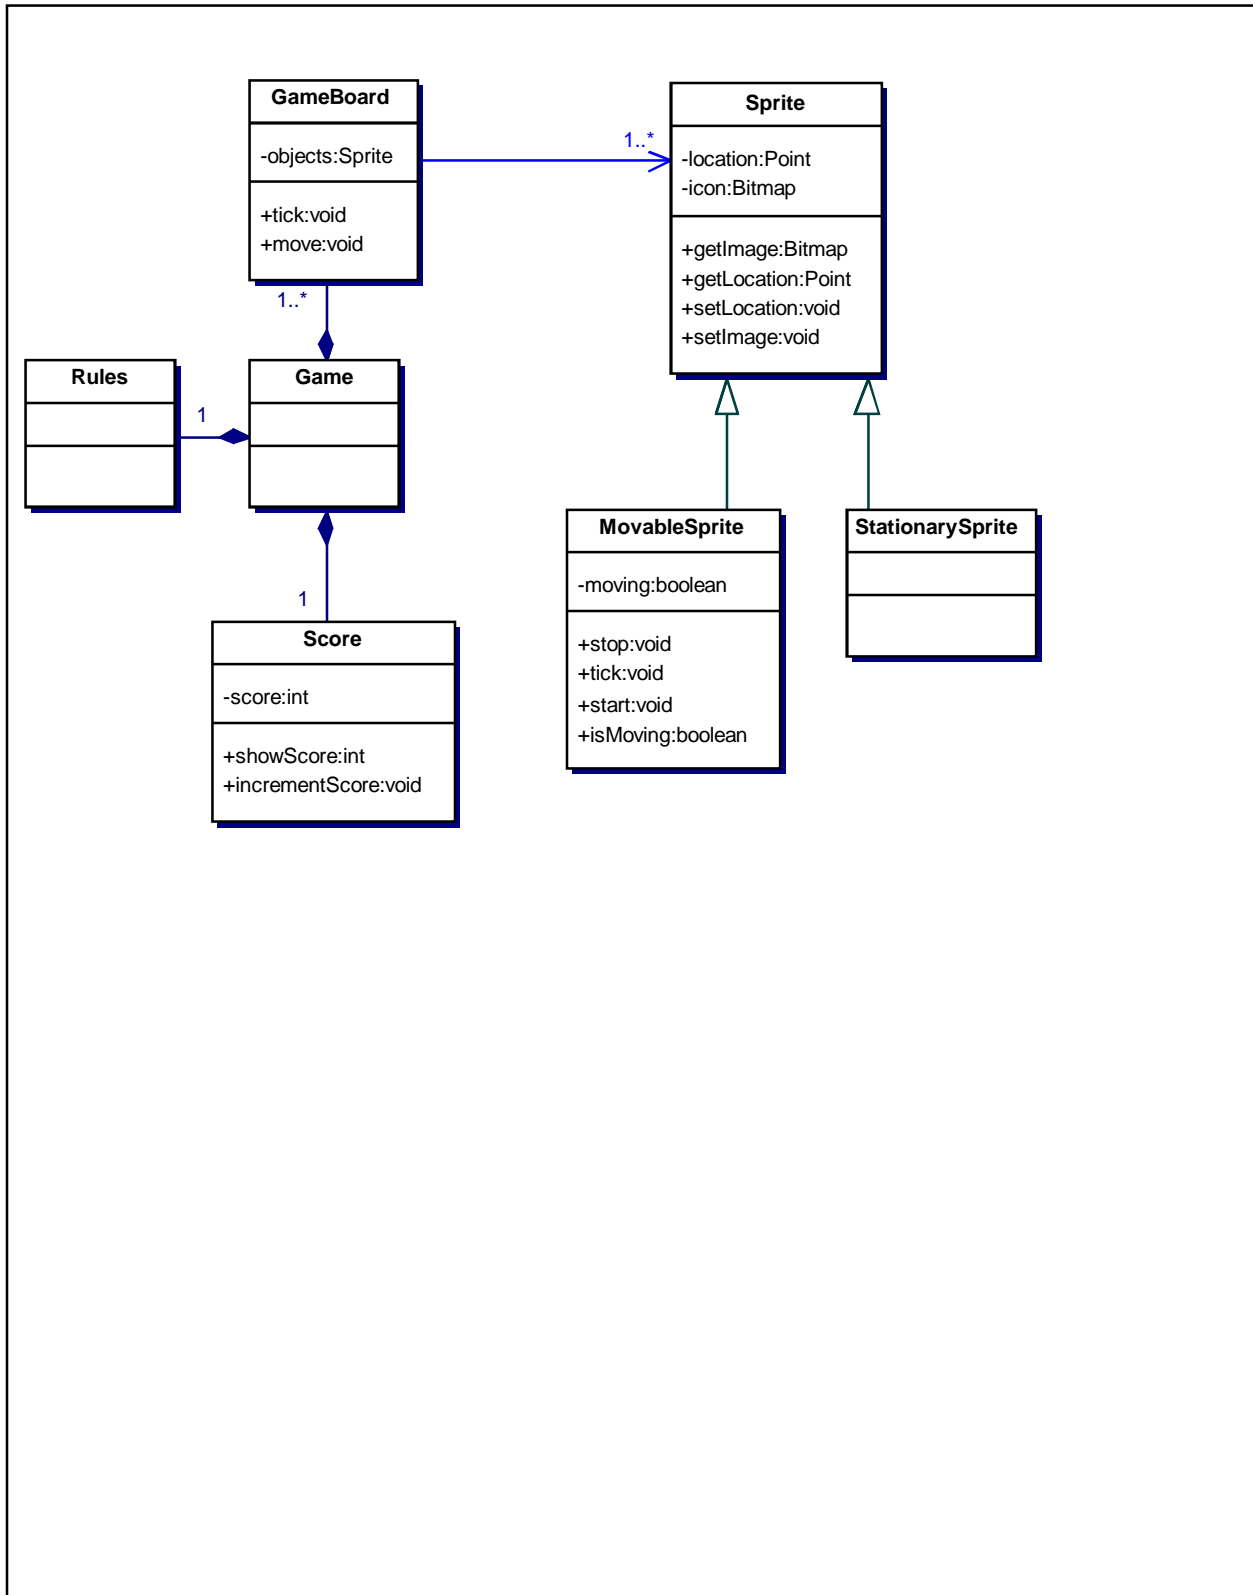 GameBoard
-objects:Sprite
+tick:void
+move:void
1..*
Sprite
-location:Point
-icon:Bitmap
+getImage:Bitmap
+getLocation:Point
+setLocation:void
+setImage:void
1..*
Rules
1
Game
1
Score
-score:int
+showScore:int
+incrementScore:void
MovableSprite
-moving:boolean
+stop:void
+tick:void
+start:void
+isMoving:boolean
StationarySprite